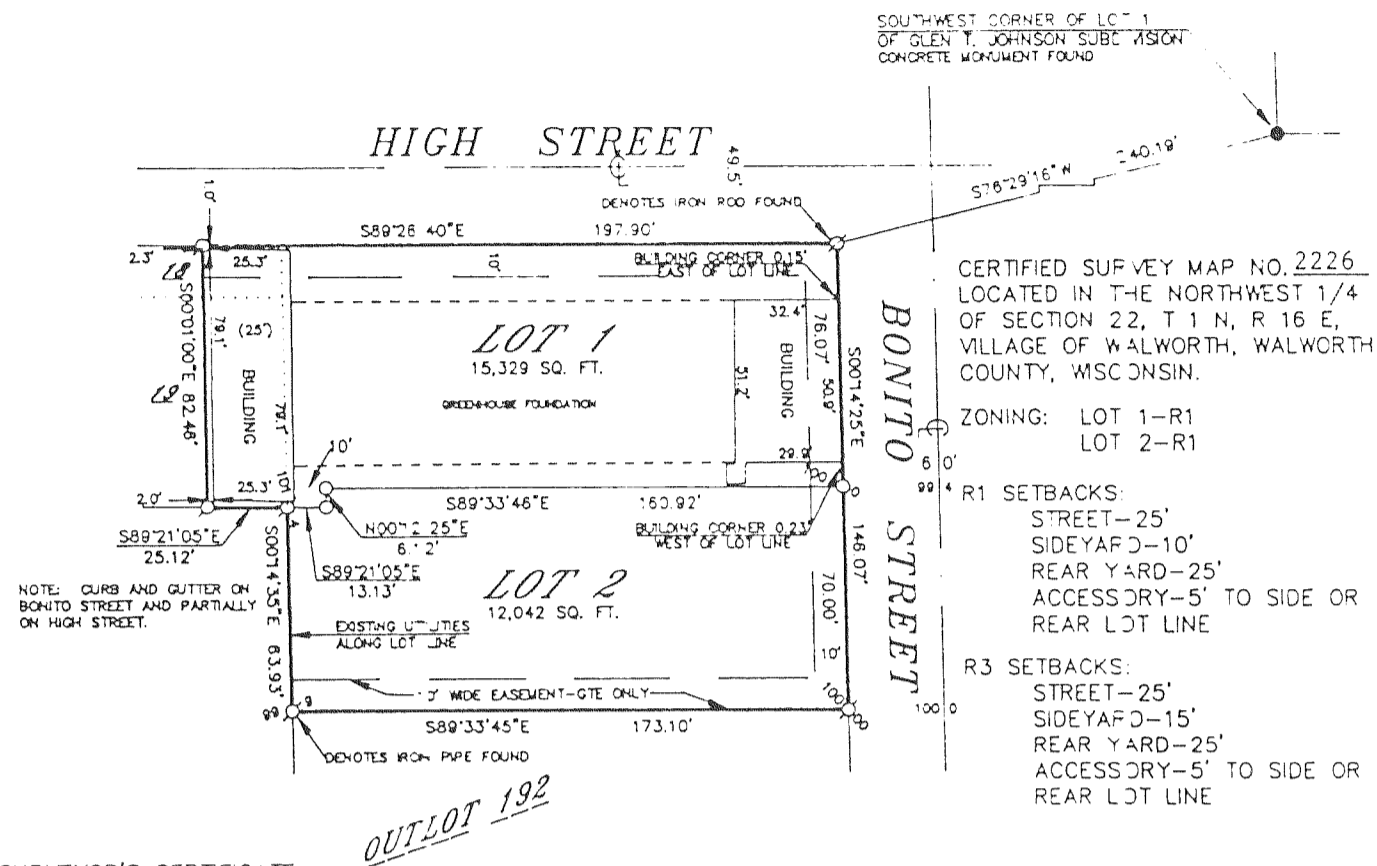 SOUTHWEST CORNER OF LOT 1
OF GLEN T. JOHNSON SUBDIVISION
CONCRETE MONUMENT FOUND
HIGH STREET
49.5'
S76°29'16"W 240.19'
DENOTES IRON ROD FOUND
1.0'
S89°26'40"E 197.90'
2.3'
25.3'
10'
BUILDING CORNER 0.15'
EAST OF LOT LINE
S00°01'00"E 82.46'
79.1'
(25')
BUILDING
79.1'
LOT 1
15,329 SQ. FT.
GREENHOUSE FOUNDATION
32.4'
51.2'
BUILDING
76.07'
50.9'
S00°14'25"E
BONITO STREET
CERTIFIED SURVEY MAP NO. 2226
LOCATED IN THE NORTHWEST 1/4
OF SECTION 22, T 1 N, R 16 E,
VILLAGE OF WALWORTH, WALWORTH
COUNTY, WISCONSIN.
ZONING: LOT 1-R1
LOT 2-R1
R1 SETBACKS:
STREET-25'
SIDEYARD-10'
REAR YARD-25'
ACCESSORY-5' TO SIDE OR
REAR LOT LINE
R3 SETBACKS:
STREET-25'
SIDEYARD-15'
REAR YARD-25'
ACCESSORY-5' TO SIDE OR
REAR LOT LINE
10'
29.9'
2.0'
25.3'
10'
S89°33'46"E 160.92'
S89°21'05"E
25.12'
6.12'
BUILDING CORNER 0.23'
WEST OF LOT LINE
S89°21'05"E
13.13'
146.07'
NOTE: CURB AND GUTTER ON
BONITO STREET AND PARTIALLY
ON HIGH STREET.
S00°14'35"E 63.93'
LOT 2
12,042 SQ. FT.
EXISTING UTILITIES
ALONG LOT LINE
70.00'
10'
WIDE EASEMENT-GTE ONLY
S89°33'45"E 173.10'
DENOTES IRON PIPE FOUND
OUTLOT 192